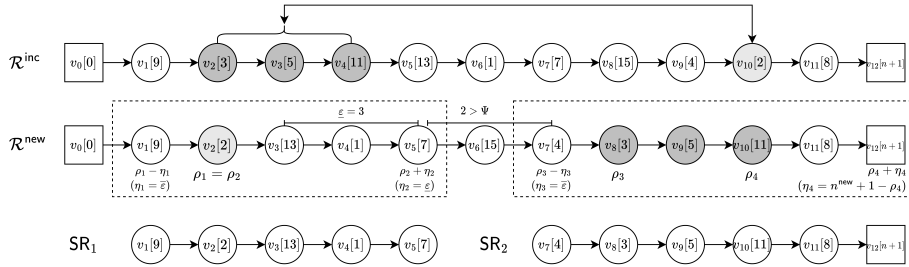 R^inc v₀[0] v₁[9] v₂[3] v₃[5] v₄[11] v₅[13] v₆[1] v₇[7] v₈[15] v₉[4] v₁₀[2] v₁₁[8] v₁₂[n+1]
ε̲ = 3 2 > Ψ
R^new v₀[0] v₁[9] v₂[2] v₃[13] v₄[1] v₅[7] v₆[15] v₇[4] v₈[3] v₉[5] v₁₀[11] v₁₁[8] v₁₂[n+1]
ρ₁ − η₁ ρ₁ = ρ₂ ρ₂ + η₂ ρ₃ − η₃ ρ₃ ρ₄ ρ₄ + η₄
(η₁ = ε̅) (η₂ = ε̲) (η₃ = ε̅) (η₄ = n^new + 1 − ρ₄)
SR₁ v₁[9] v₂[2] v₃[13] v₄[1] v₅[7] SR₂ v₇[4] v₈[3] v₉[5] v₁₀[11] v₁₁[8] v₁₂[n+1]